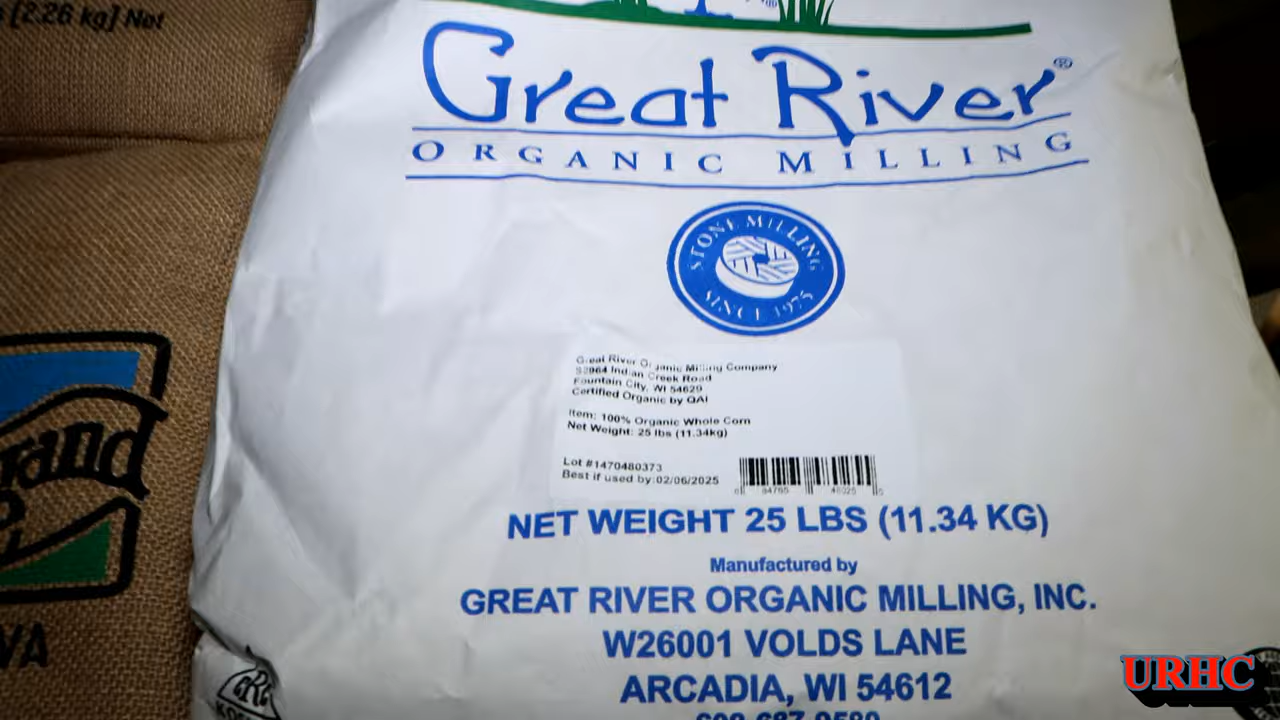 [2.26 kg] Net
Great River®
ORGANIC MILLING
STONE MILLING
SINCE 1975
Great River Organic Milling Company
S2964 Indian Creek Road
Fountain City, WI 54629
Certified Organic by QAI
Item: 100% Organic Whole Corn
Net Weight: 25 lbs (11.34kg)
Lot #1470480373
Best if used by:02/06/2025
NET WEIGHT 25 LBS (11.34 KG)
Manufactured by
GREAT RIVER ORGANIC MILLING, INC.
W26001 VOLDS LANE
ARCADIA, WI 54612
URHC